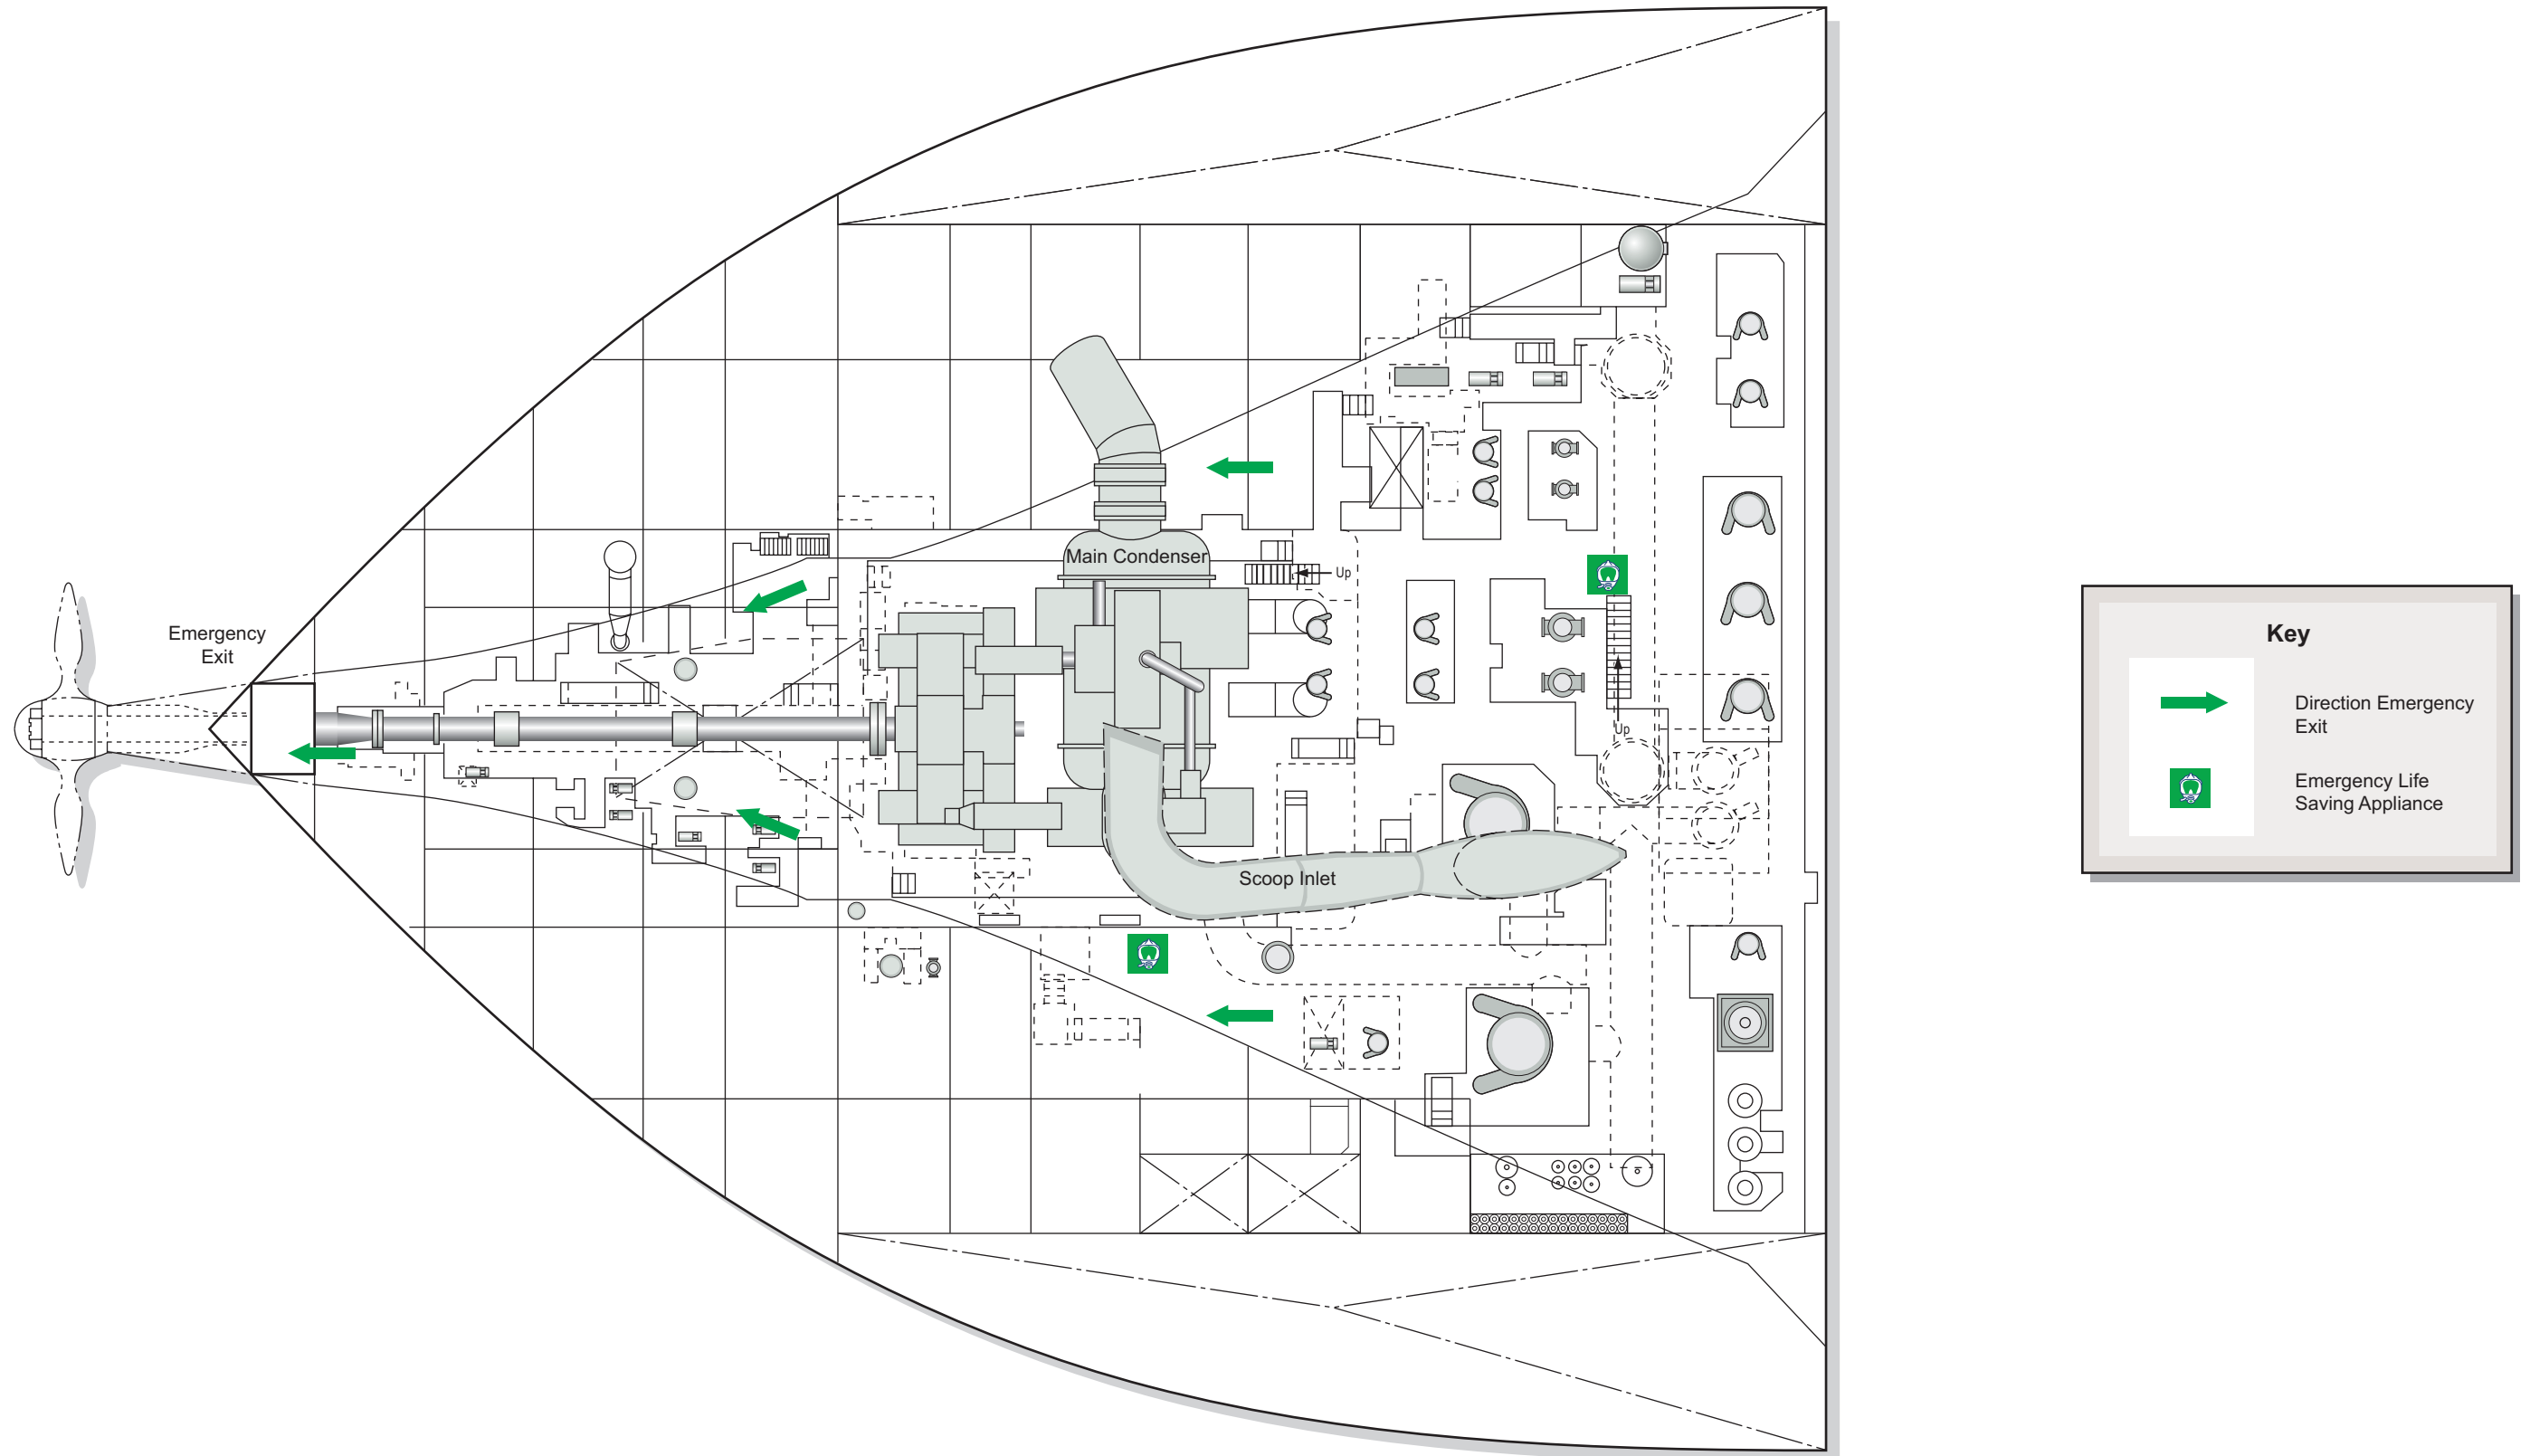 Main Condenser
Up
Emergency
Exit
Up
Scoop Inlet
Key
Direction Emergency
Exit
Emergency Life
Saving Appliance